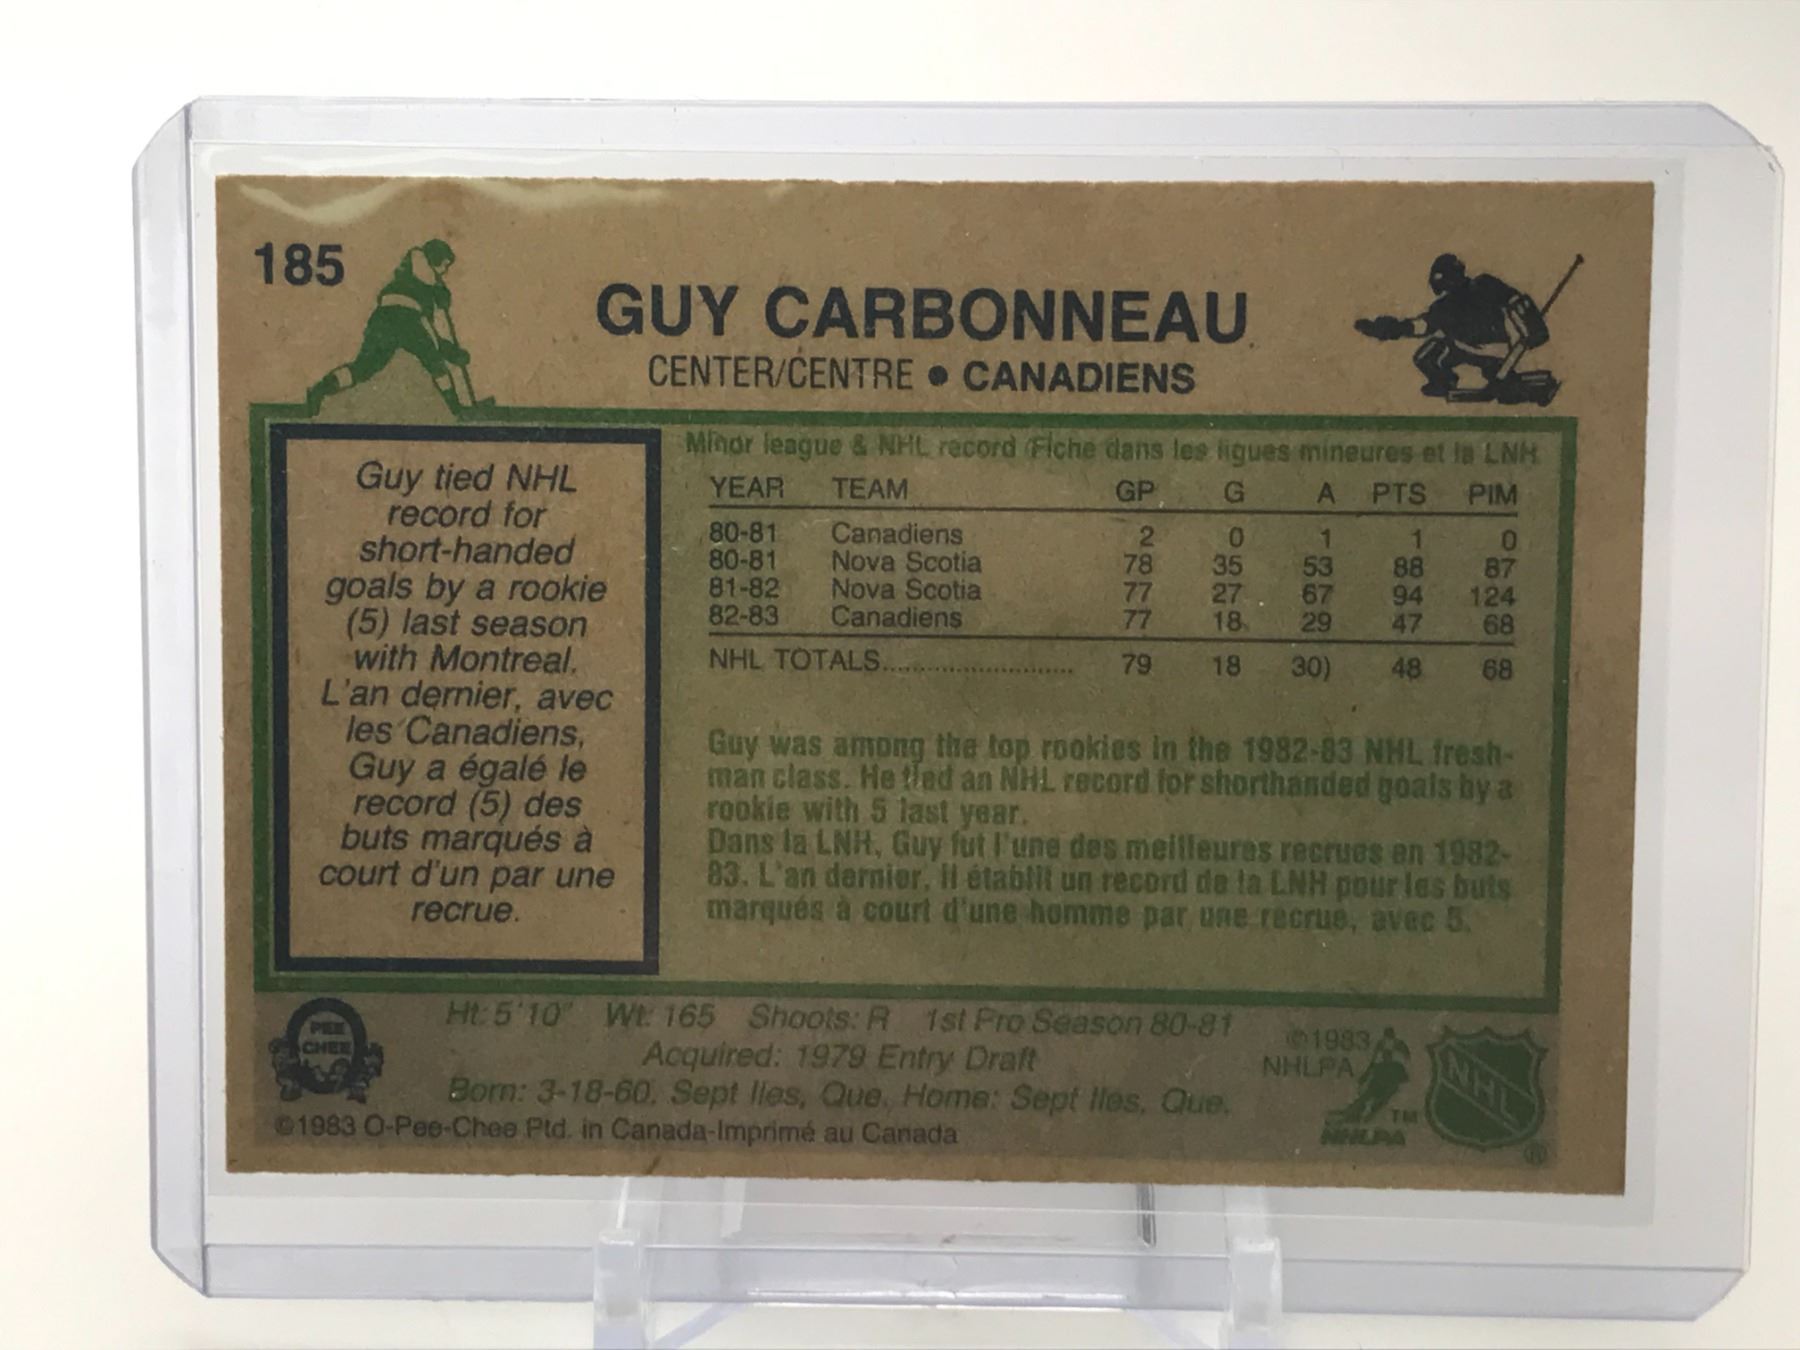 185
GUY CARBONNEAU
CENTER/CENTRE • CANADIENS
Guy tied NHL
record for
short-handed
goals by a rookie
(5) last season
with Montreal.
L'an dernier, avec
les Canadiens,
Guy a égalé le
record (5) des
buts marqués à
court d'un par une
recrue.
Minor league & NHL record/Fiche dans les ligues mineures et la LNH
YEAR TEAM GP G A PTS PIM
80-81 Canadiens 2 0 1 1 0
80-81 Nova Scotia 78 35 53 88 87
81-82 Nova Scotia 77 27 67 94 124
82-83 Canadiens 77 18 29 47 68
NHL TOTALS........................... 79 18 30) 48 68
Guy was among the top rookies in the 1982-83 NHL fresh-
man class. He tied an NHL record for shorthanded goals by a
rookie with 5 last year.
Dans la LNH, Guy fut l'une des meilleures recrues en 1982-
83. L'an dernier, il établit un record de la LNH pour les buts
marqués à court d'une homme par une recrue, avec 5.
Ht: 5'10" Wt: 165 Shoots: R 1st Pro Season 80-81
Acquired: 1979 Entry Draft
Born: 3-18-60, Sept Iles, Que. Home: Sept Iles, Que.
©1983 O-Pee-Chee Ptd. in Canada-Imprimé au Canada
PEE
CHEE
©1983
NHLPA
TM
NHLPA
NHL
®